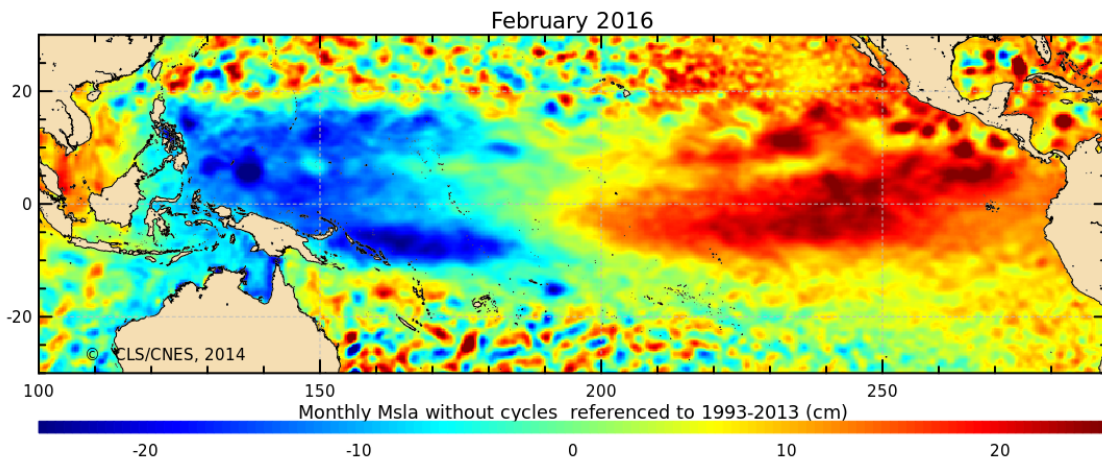 February 2016
20
0
-20
© CLS/CNES, 2014
100 150 200 250
Monthly Msla without cycles referenced to 1993-2013 (cm)
-20 -10 0 10 20